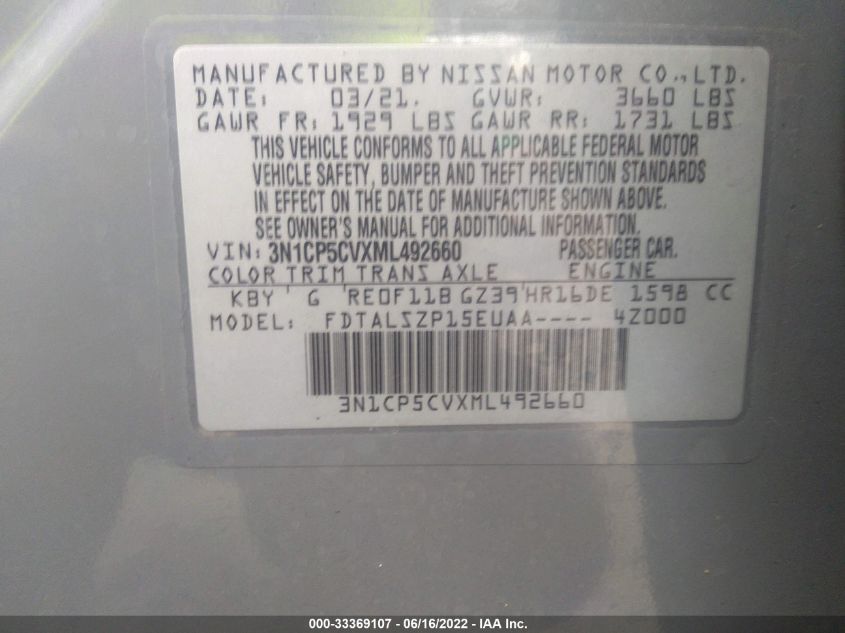 MANUFACTURED BY NISSAN MOTOR CO., LTD.
DATE: 03/21. GVWR: 3660 LBS
GAWR FR: 1929 LBS GAWR RR: 1731 LBS
THIS VEHICLE CONFORMS TO ALL APPLICABLE FEDERAL MOTOR
VEHICLE SAFETY, BUMPER AND THEFT PREVENTION STANDARDS
IN EFFECT ON THE DATE OF MANUFACTURE SHOWN ABOVE.
SEE OWNER'S MANUAL FOR ADDITIONAL INFORMATION.
VIN: 3N1CP5CVXML492660 PASSENGER CAR.
COLOR TRIM TRANS AXLE ENGINE
KBY G RE0F11B GZ39 HR16DE 1598 CC
MODEL: FDTALSZP15EUAA---- 4Z000
3N1CP5CVXML492660
000-33369107 - 06/16/2022 - IAA Inc.